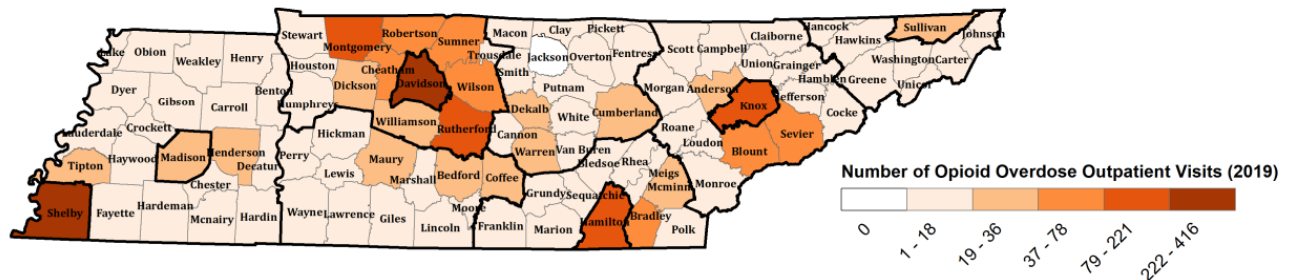 Stewart
Montgomery
Robertson
Sumner
Macon
Clay
Pickett
Hancock
Claiborne
Sullivan
Johnson
Lake
Obion
Weakley
Henry
Houston
Cheatham
Davidson
Trousdale
Jackson
Overton
Fentress
Scott
Campbell
Union
Grainger
Hawkins
Washington
Carter
Dyer
Gibson
Carroll
Benton
Humphreys
Dickson
Wilson
Smith
Putnam
Morgan
Anderson
Knox
Hamblen
Jefferson
Greene
Unicoi
Lauderdale
Crockett
Hickman
Williamson
Rutherford
Dekalb
Cannon
White
Cumberland
Roane
Loudon
Blount
Sevier
Cocke
Tipton
Haywood
Madison
Henderson
Decatur
Perry
Lewis
Maury
Marshall
Bedford
Coffee
Warren
Van Buren
Bledsoe
Rhea
Meigs
Mcminn
Monroe
Shelby
Fayette
Hardeman
Chester
Mcnairy
Hardin
Wayne
Lawrence
Giles
Lincoln
Moore
Franklin
Grundy
Marion
Sequatchie
Hamilton
Bradley
Polk
Number of Opioid Overdose Outpatient Visits (2019)
0
1 - 18
19 - 36
37 - 78
79 - 221
222 - 416